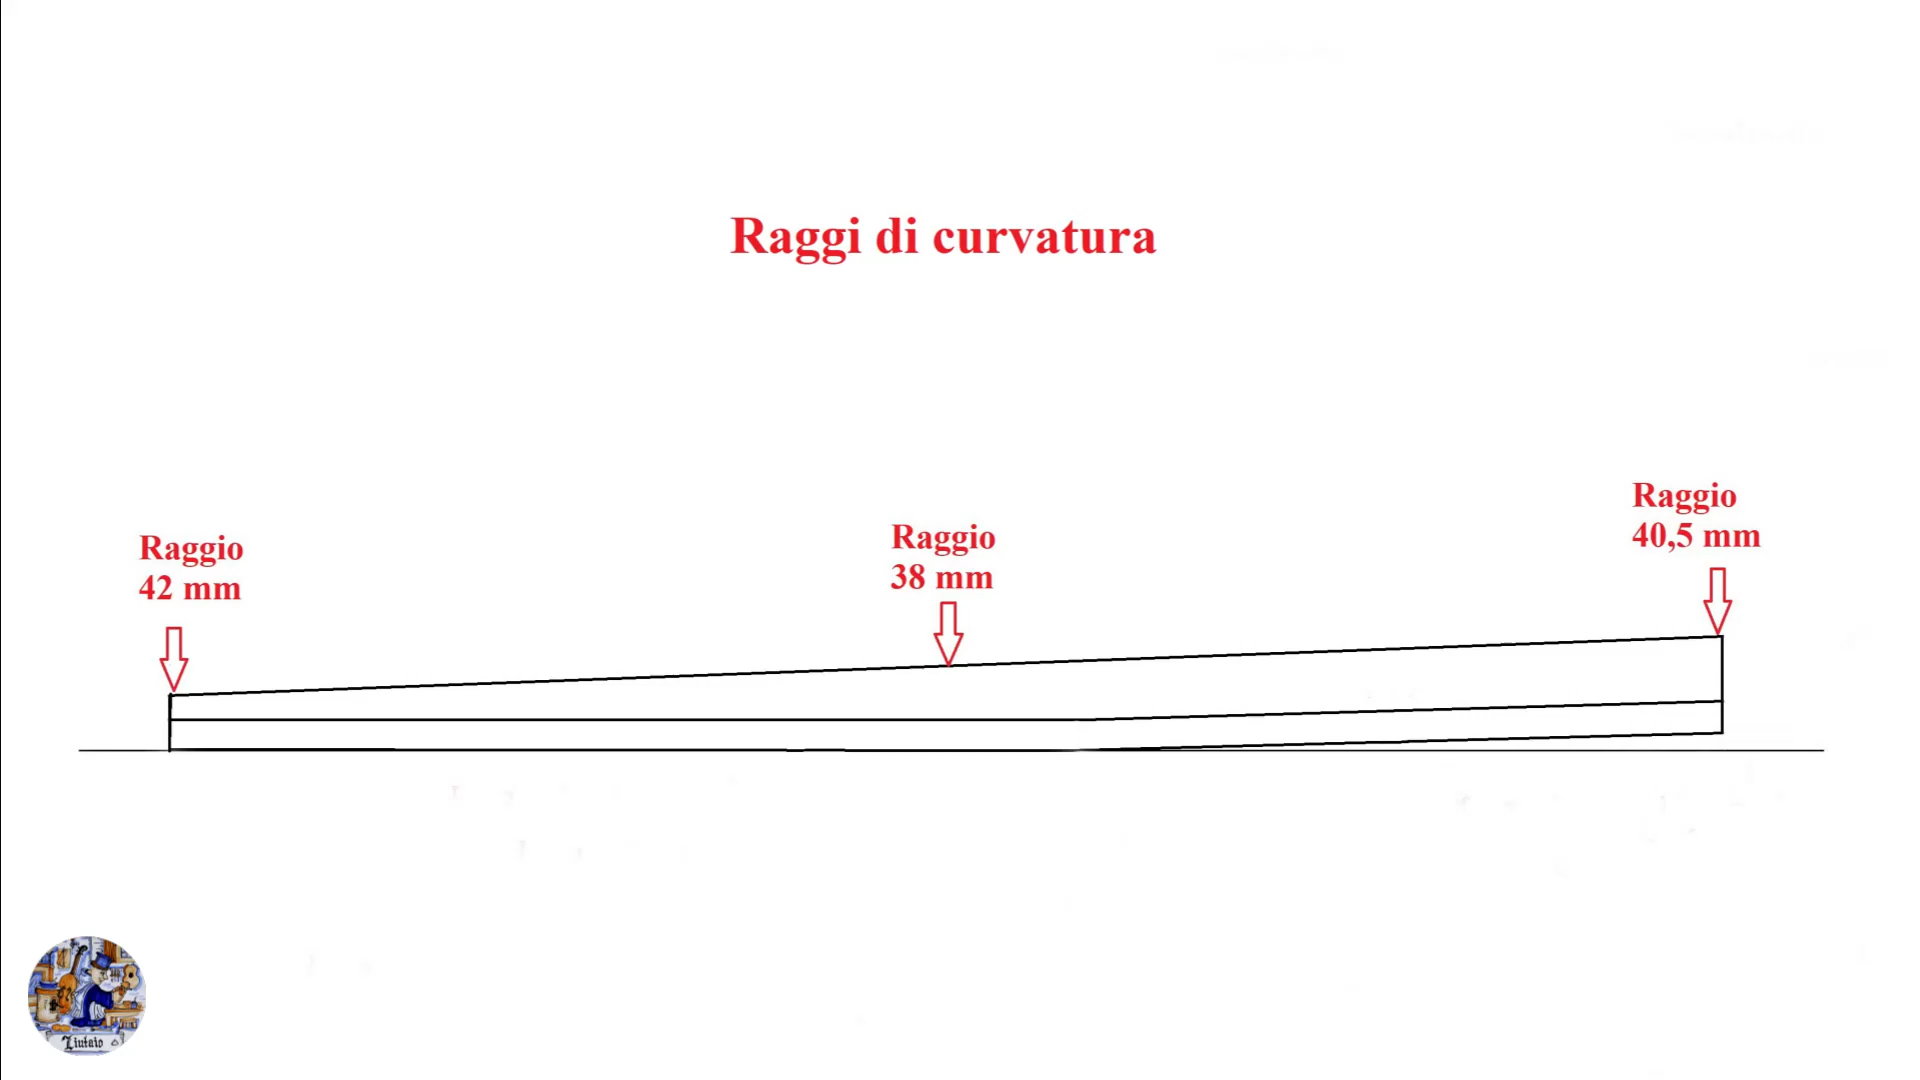 Raggi di curvatura
Raggio
42 mm
Raggio
38 mm
Raggio
40,5 mm
Liutaio